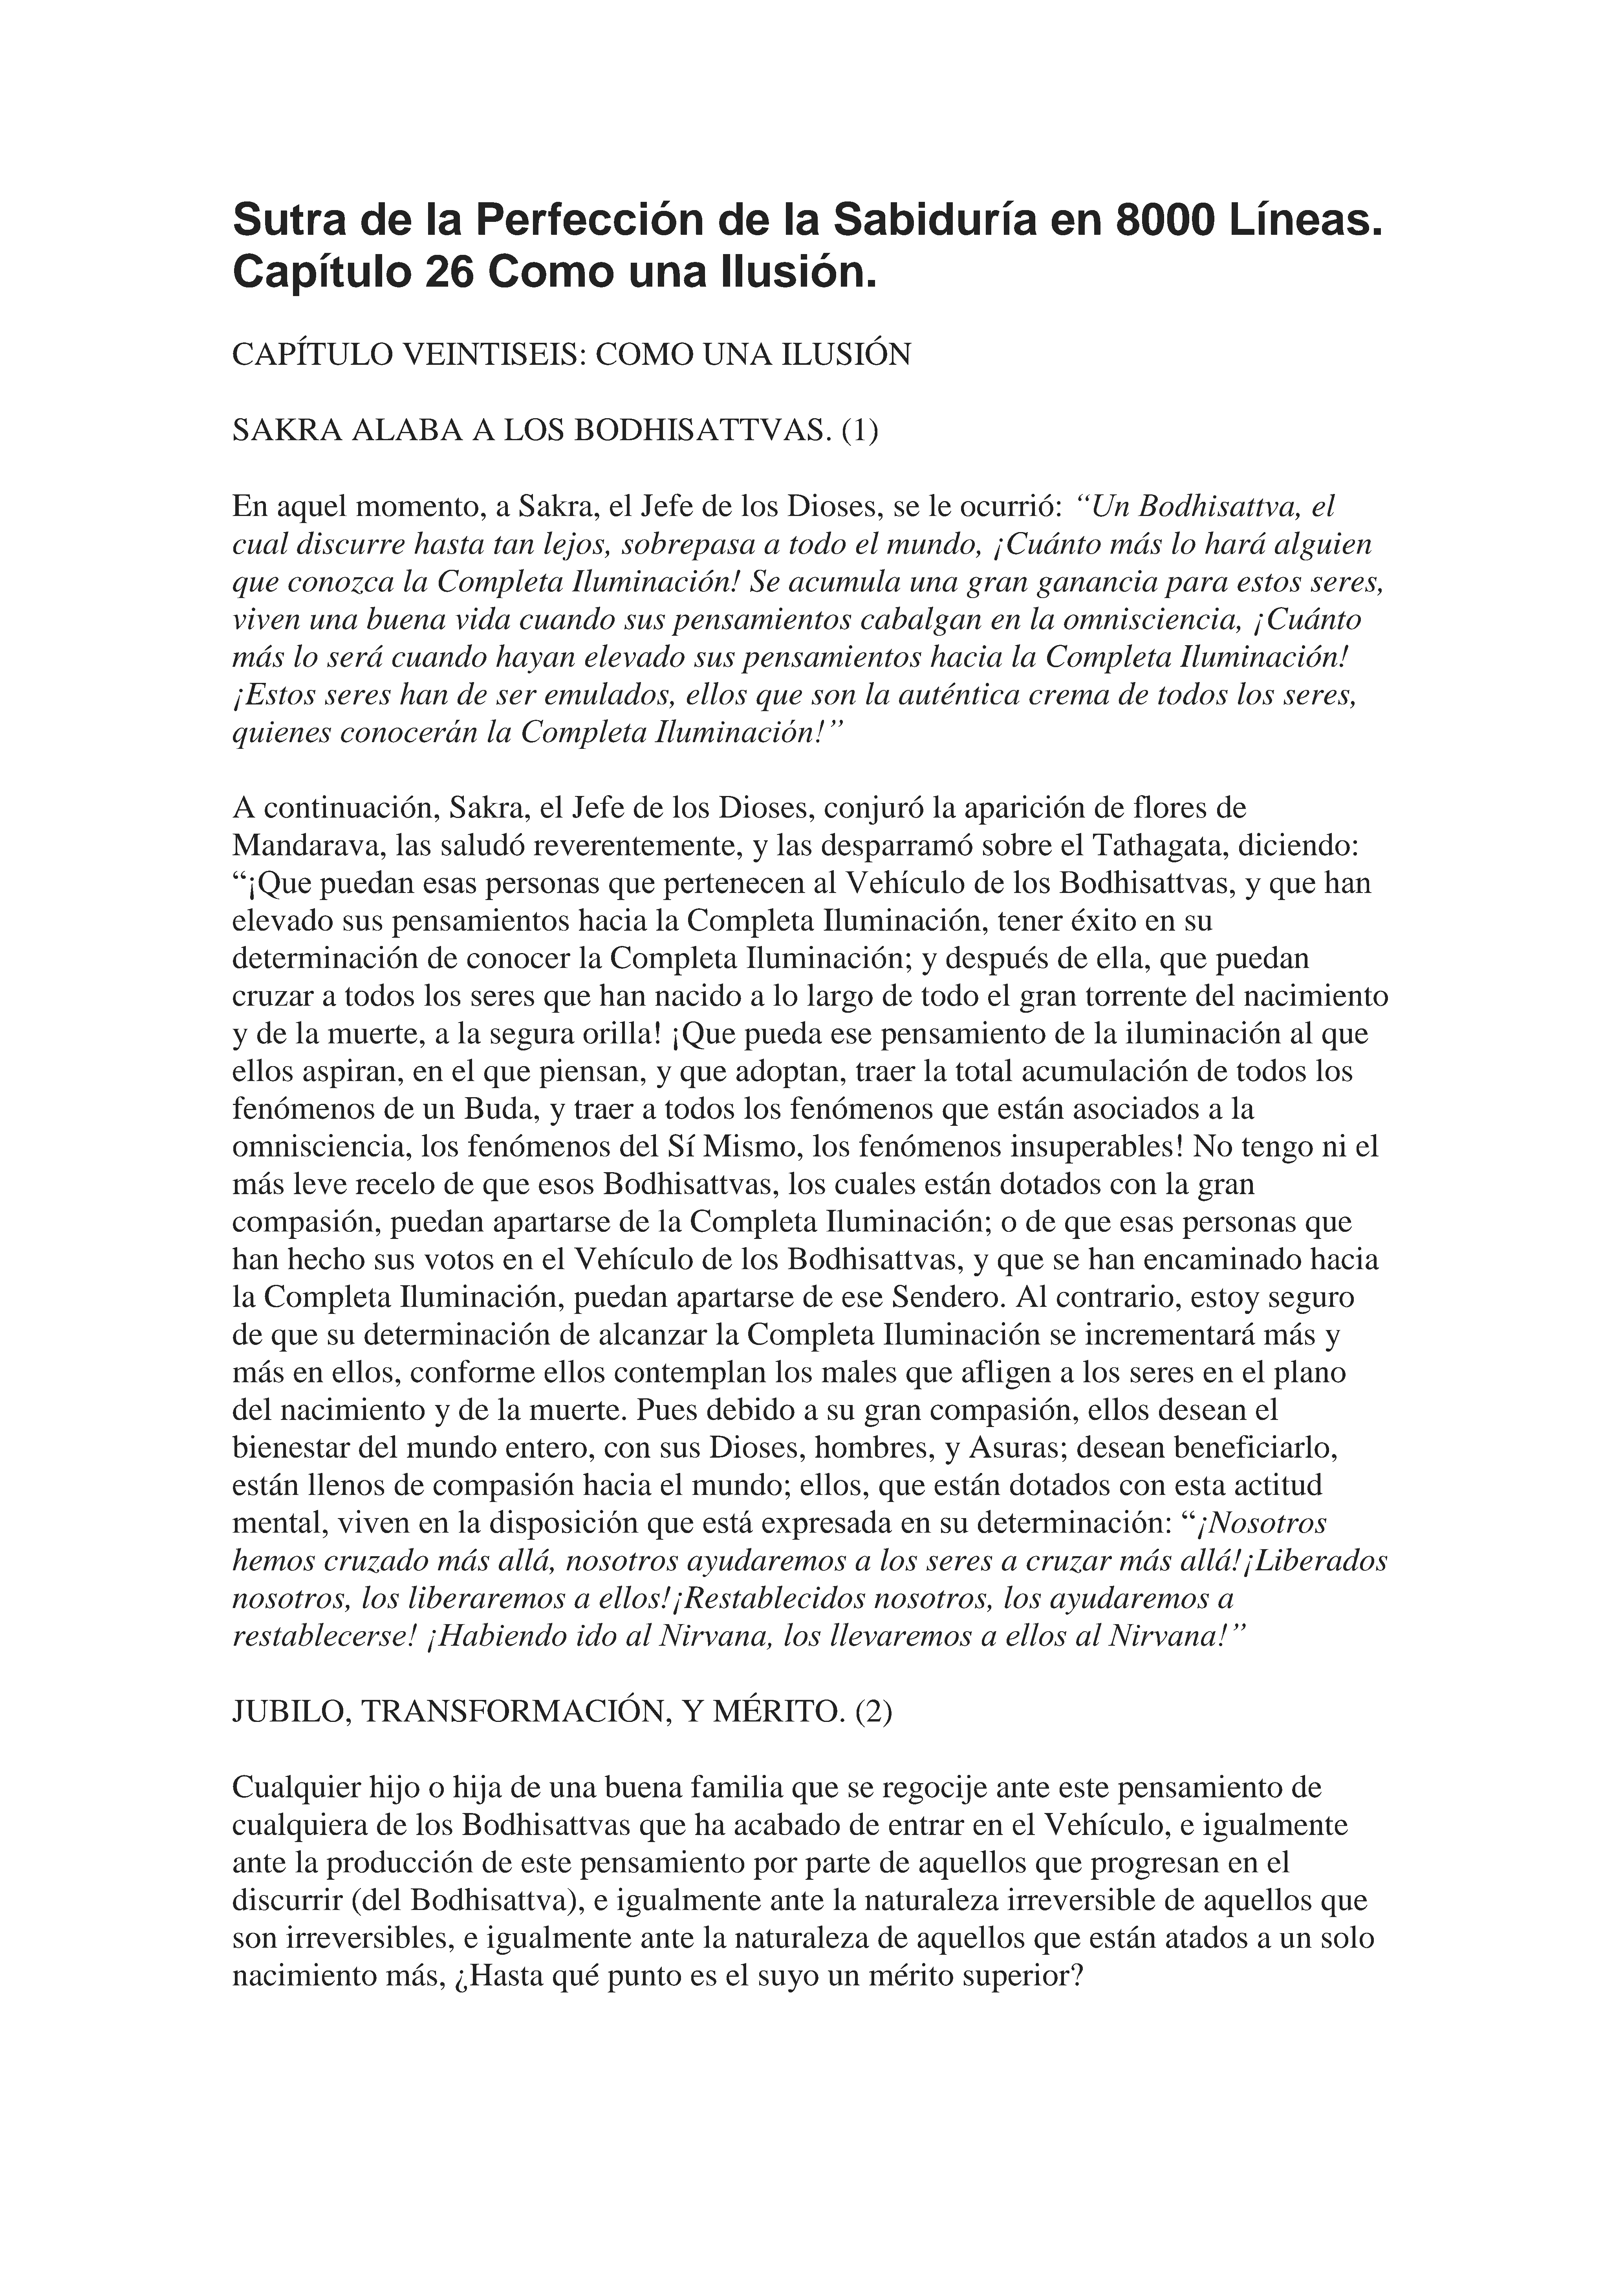 Sutra de la Perfección de la Sabiduría en 8000 Líneas.
Capítulo 26 Como una Ilusión.
CAPÍTULO VEINTISEIS: COMO UNA ILUSIÓN
SAKRA ALABA A LOS BODHISATTVAS. (1)
En aquel momento, a Sakra, el Jefe de los Dioses, se le ocurrió: “Un Bodhisattva, el
cual discurre hasta tan lejos, sobrepasa a todo el mundo, ¡Cuánto más lo hará alguien
que conozca la Completa Iluminación! Se acumula una gran ganancia para estos seres,
viven una buena vida cuando sus pensamientos cabalgan en la omnisciencia, ¡Cuánto
más lo será cuando hayan elevado sus pensamientos hacia la Completa Iluminación!
¡Estos seres han de ser emulados, ellos que son la auténtica crema de todos los seres,
quienes conocerán la Completa Iluminación!”
A continuación, Sakra, el Jefe de los Dioses, conjuró la aparición de flores de
Mandarava, las saludó reverentemente, y las desparramó sobre el Tathagata, diciendo:
“¡Que puedan esas personas que pertenecen al Vehículo de los Bodhisattvas, y que han
elevado sus pensamientos hacia la Completa Iluminación, tener éxito en su
determinación de conocer la Completa Iluminación; y después de ella, que puedan
cruzar a todos los seres que han nacido a lo largo de todo el gran torrente del nacimiento
y de la muerte, a la segura orilla! ¡Que pueda ese pensamiento de la iluminación al que
ellos aspiran, en el que piensan, y que adoptan, traer la total acumulación de todos los
fenómenos de un Buda, y traer a todos los fenómenos que están asociados a la
omnisciencia, los fenómenos del Sí Mismo, los fenómenos insuperables! No tengo ni el
más leve recelo de que esos Bodhisattvas, los cuales están dotados con la gran
compasión, puedan apartarse de la Completa Iluminación; o de que esas personas que
han hecho sus votos en el Vehículo de los Bodhisattvas, y que se han encaminado hacia
la Completa Iluminación, puedan apartarse de ese Sendero. Al contrario, estoy seguro
de que su determinación de alcanzar la Completa Iluminación se incrementará más y
más en ellos, conforme ellos contemplan los males que afligen a los seres en el plano
del nacimiento y de la muerte. Pues debido a su gran compasión, ellos desean el
bienestar del mundo entero, con sus Dioses, hombres, y Asuras; desean beneficiarlo,
están llenos de compasión hacia el mundo; ellos, que están dotados con esta actitud
mental, viven en la disposición que está expresada en su determinación: “¡Nosotros
hemos cruzado más allá, nosotros ayudaremos a los seres a cruzar más allá!¡Liberados
nosotros, los liberaremos a ellos!¡Restablecidos nosotros, los ayudaremos a
restablecerse! ¡Habiendo ido al Nirvana, los llevaremos a ellos al Nirvana!”
JUBILO, TRANSFORMACIÓN, Y MÉRITO. (2)
Cualquier hijo o hija de una buena familia que se regocije ante este pensamiento de
cualquiera de los Bodhisattvas que ha acabado de entrar en el Vehículo, e igualmente
ante la producción de este pensamiento por parte de aquellos que progresan en el
discurrir (del Bodhisattva), e igualmente ante la naturaleza irreversible de aquellos que
son irreversibles, e igualmente ante la naturaleza de aquellos que están atados a un solo
nacimiento más, ¿Hasta qué punto es el suyo un mérito superior?